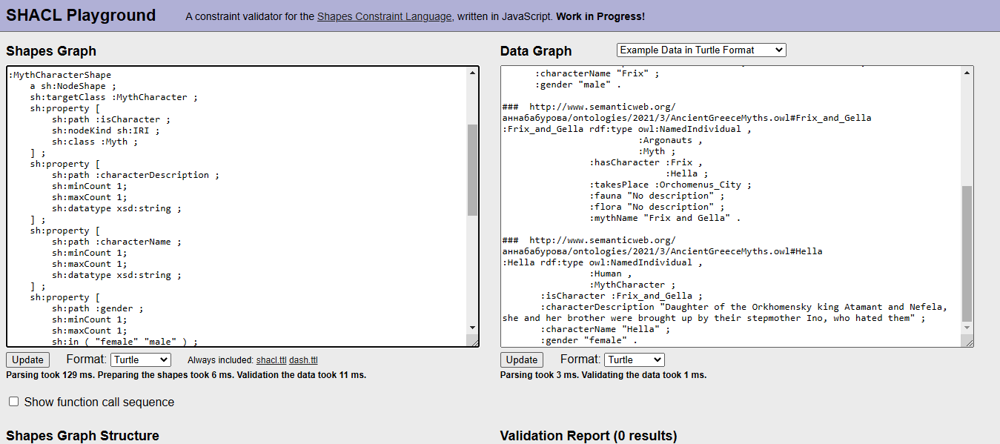 SHACL Playground
A constraint validator for the Shapes Constraint Language, written in JavaScript. Work in Progress!
Shapes Graph
:MythCharacterShape
    a sh:NodeShape ;
    sh:targetClass :MythCharacter ;
    sh:property [
        sh:path :isCharacter ;
        sh:nodeKind sh:IRI ;
        sh:class :Myth ;
    ] ;
    sh:property [
        sh:path :characterDescription ;
        sh:minCount 1;
        sh:maxCount 1;
        sh:datatype xsd:string ;
    ] ;
    sh:property [
        sh:path :characterName ;
        sh:minCount 1;
        sh:maxCount 1;
        sh:datatype xsd:string ;
    ] ;
    sh:property [
        sh:path :gender ;
        sh:minCount 1;
        sh:maxCount 1;
        sh:in ( "female" "male" ) ;
Update Format: Turtle Always included: shacl.ttl dash.ttl
Parsing took 129 ms. Preparing the shapes took 6 ms. Validation the data took 11 ms.
Show function call sequence
Shapes Graph Structure
Data Graph Example Data in Turtle Format
:characterName "Frix" ;
:gender "male" .
###  http://www.semanticweb.org/
аннабабурова/ontologies/2021/3/AncientGreeceMyths.owl#Frix_and_Gella
:Frix_and_Gella rdf:type owl:NamedIndividual ,
:Argonauts ,
:Myth ;
:hasCharacter :Frix ,
:Hella ;
:takesPlace :Orchomenus_City ;
:fauna "No description" ;
:flora "No description" ;
:mythName "Frix and Gella" .
###  http://www.semanticweb.org/
аннабабурова/ontologies/2021/3/AncientGreeceMyths.owl#Hella
:Hella rdf:type owl:NamedIndividual ,
:Human ,
:MythCharacter ;
:isCharacter :Frix_and_Gella ;
:characterDescription "Daughter of the Orkhomensky king Atamant and Nefela,
she and her brother were brought up by their stepmother Ino, who hated them" ;
:characterName "Hella" ;
:gender "female" .
Update Format: Turtle
Parsing took 3 ms. Validating the data took 1 ms.
Validation Report (0 results)